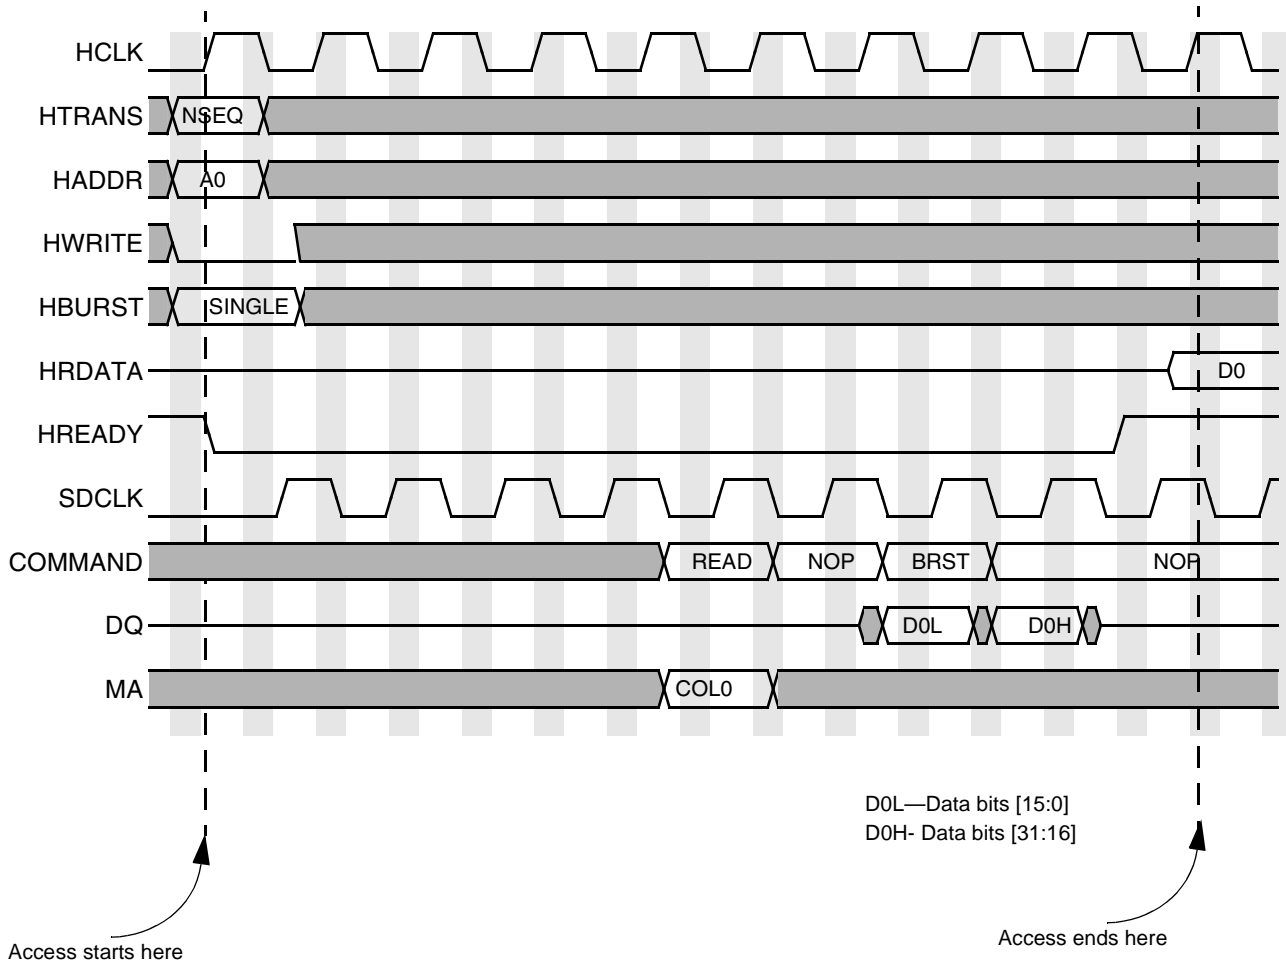 HCLK
HTRANS NSEQ
HADDR A0
HWRITE
HBURST SINGLE
HRDATA D0
HREADY
SDCLK
COMMAND READ NOP BRST NOP
DQ D0L D0H
MA COL0
D0L—Data bits [15:0]
D0H- Data bits [31:16]
Access starts here
Access ends here